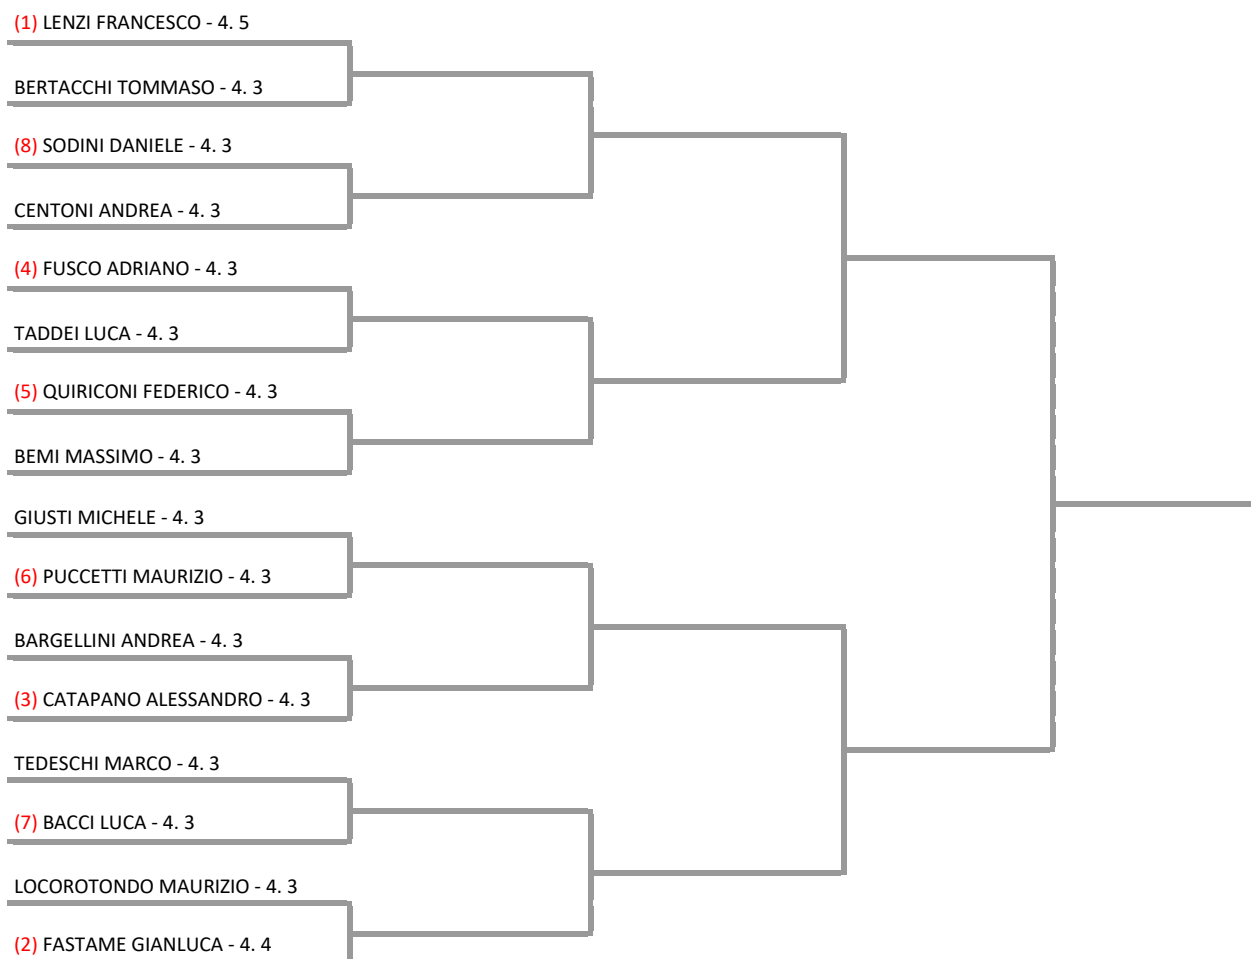 (1) LENZI FRANCESCO - 4. 5
BERTACCHI TOMMASO - 4. 3
(8) SODINI DANIELE - 4. 3
CENTONI ANDREA - 4. 3
(4) FUSCO ADRIANO - 4. 3
TADDEI LUCA - 4. 3
(5) QUIRICONI FEDERICO - 4. 3
BEMI MASSIMO - 4. 3
GIUSTI MICHELE - 4. 3
(6) PUCCETTI MAURIZIO - 4. 3
BARGELLINI ANDREA - 4. 3
(3) CATAPANO ALESSANDRO - 4. 3
TEDESCHI MARCO - 4. 3
(7) BACCI LUCA - 4. 3
LOCOROTONDO MAURIZIO - 4. 3
(2) FASTAME GIANLUCA - 4. 4